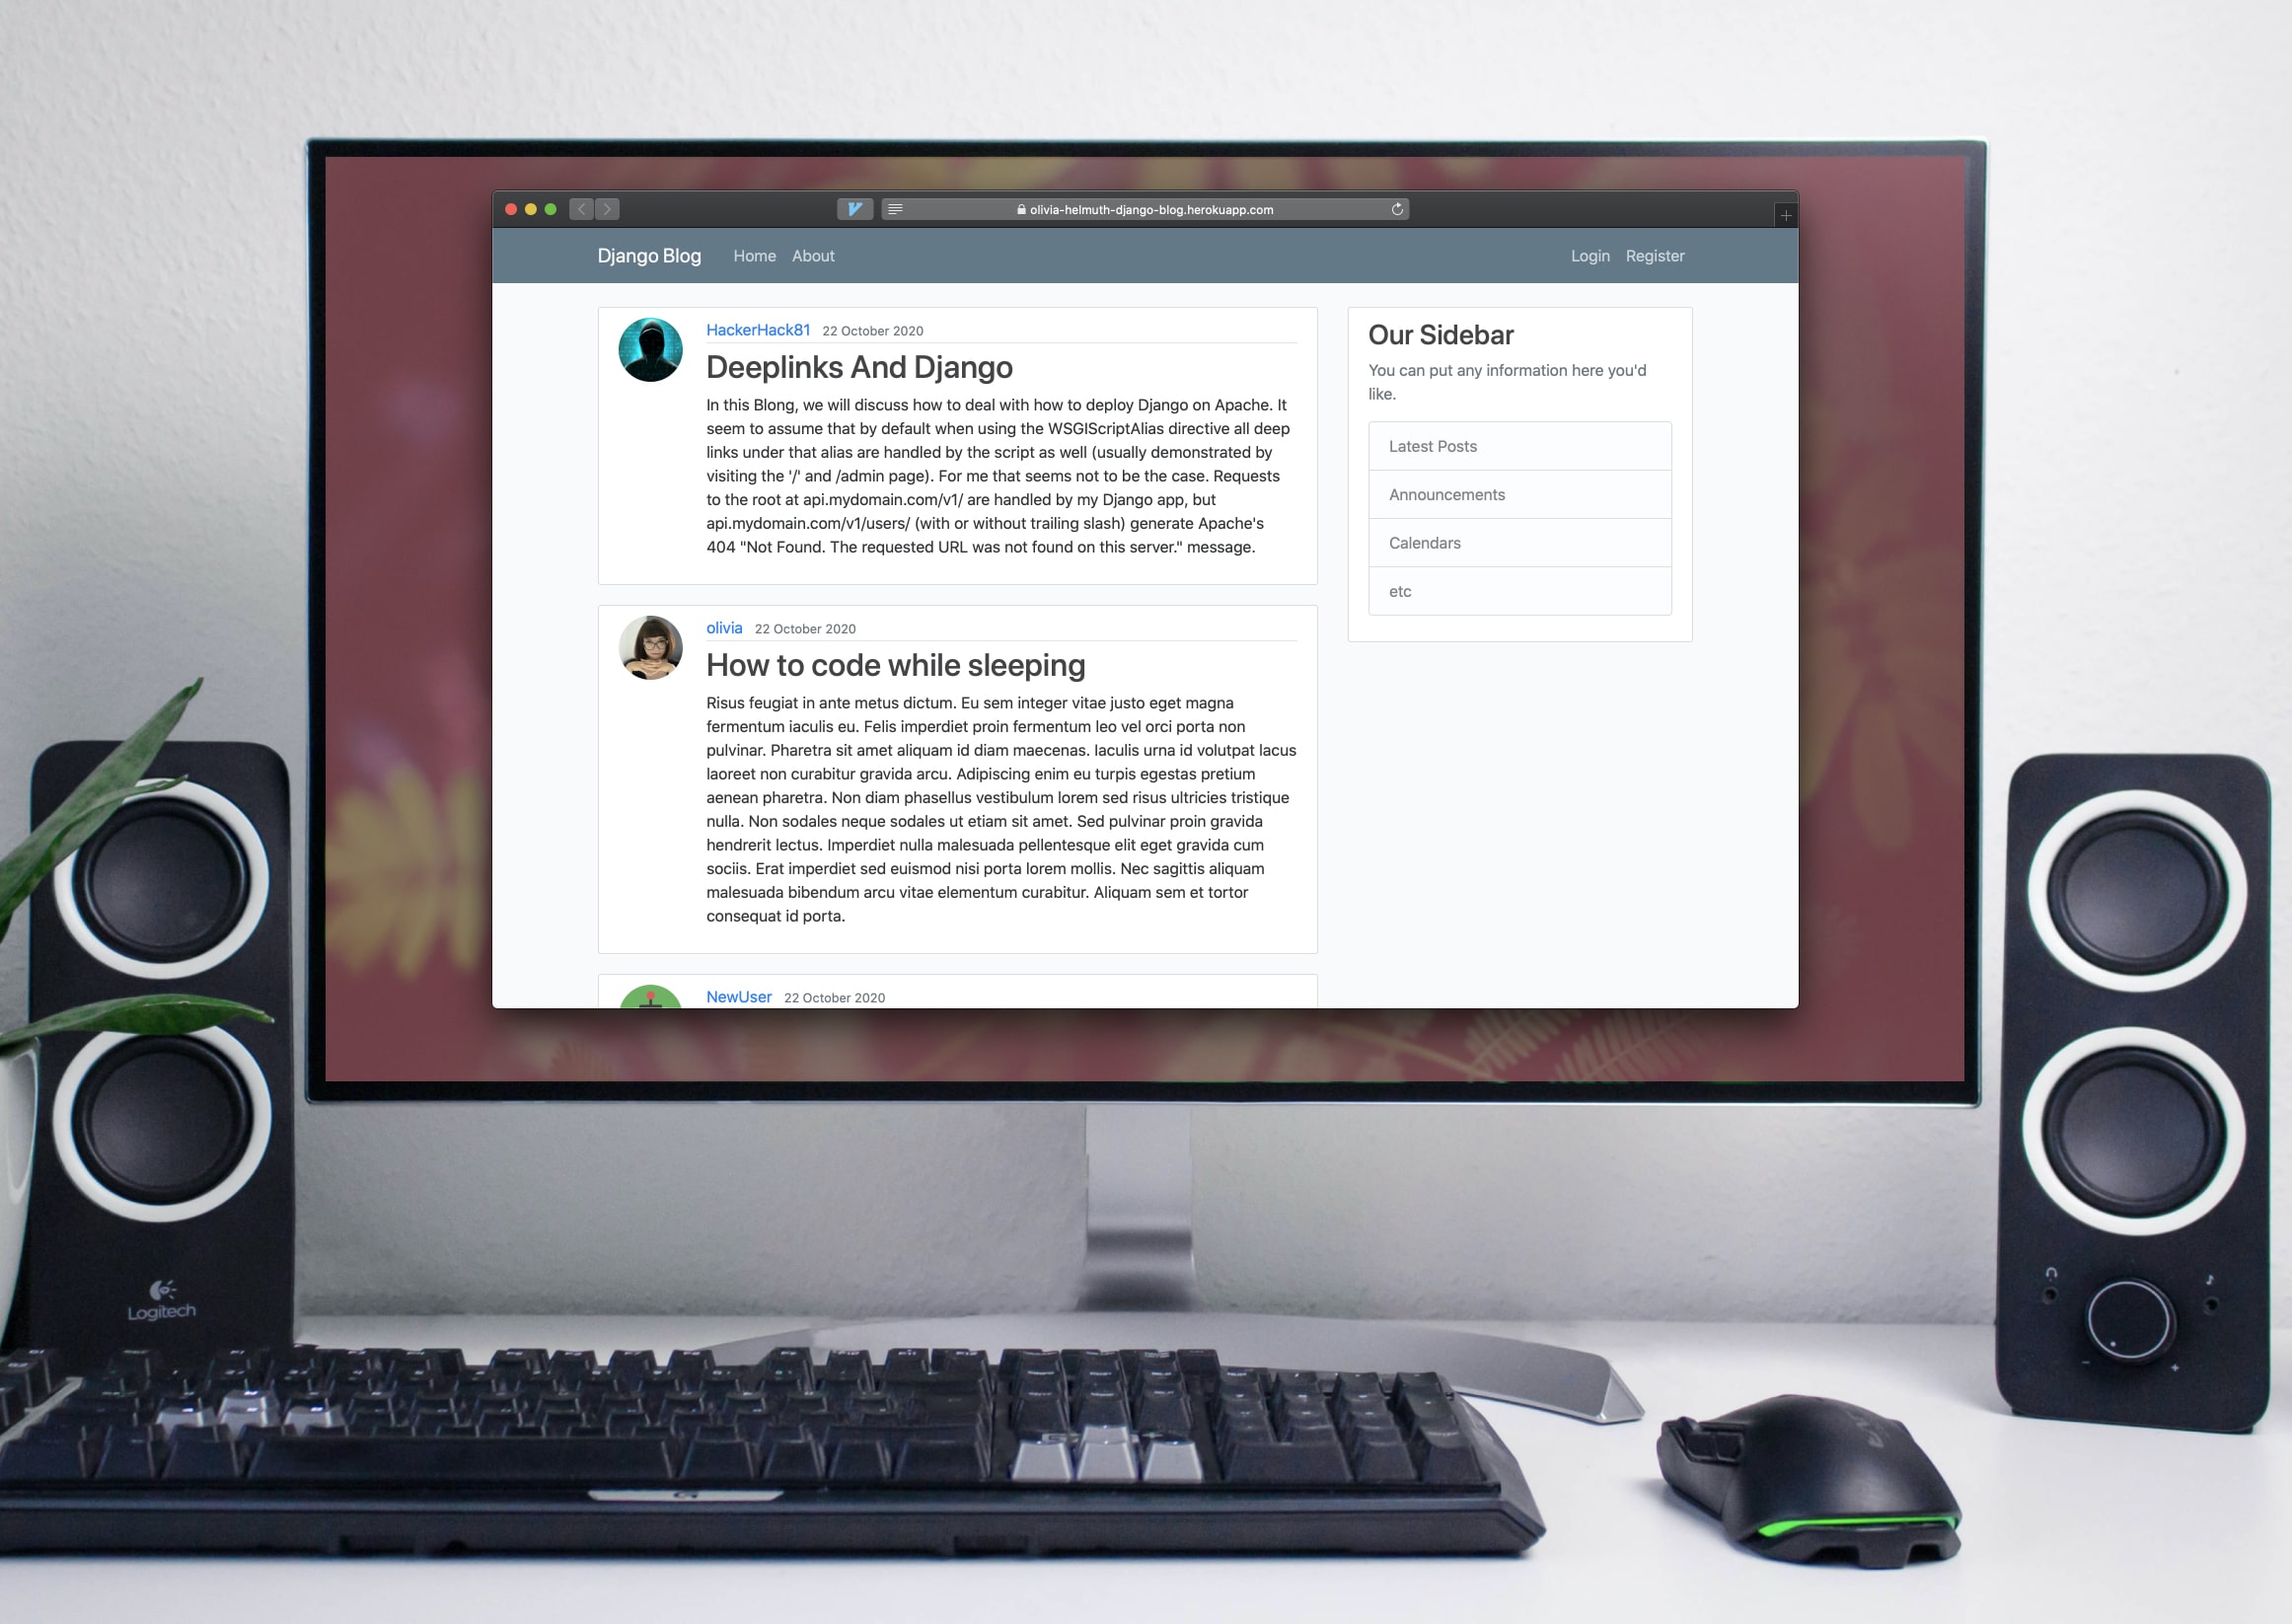 olivia-helmuth-django-blog.herokuapp.com
Django Blog Home About Login Register
HackerHack81 22 October 2020
Deeplinks And Django
In this Blong, we will discuss how to deal with how to deploy Django on Apache. It
seem to assume that by default when using the WSGIScriptAlias directive all deep
links under that alias are handled by the script as well (usually demonstrated by
visiting the '/' and /admin page). For me that seems not to be the case. Requests
to the root at api.mydomain.com/v1/ are handled by my Django app, but
api.mydomain.com/v1/users/ (with or without trailing slash) generate Apache's
404 "Not Found. The requested URL was not found on this server." message.
olivia 22 October 2020
How to code while sleeping
Risus feugiat in ante metus dictum. Eu sem integer vitae justo eget magna
fermentum iaculis eu. Felis imperdiet proin fermentum leo vel orci porta non
pulvinar. Pharetra sit amet aliquam id diam maecenas. Iaculis urna id volutpat lacus
laoreet non curabitur gravida arcu. Adipiscing enim eu turpis egestas pretium
aenean pharetra. Non diam phasellus vestibulum lorem sed risus ultricies tristique
nulla. Non sodales neque sodales ut etiam sit amet. Sed pulvinar proin gravida
hendrerit lectus. Imperdiet nulla malesuada pellentesque elit eget gravida cum
sociis. Erat imperdiet sed euismod nisi porta lorem mollis. Nec sagittis aliquam
malesuada bibendum arcu vitae elementum curabitur. Aliquam sem et tortor
consequat id porta.
NewUser 22 October 2020
Our Sidebar
You can put any information here you'd
like.
Latest Posts
Announcements
Calendars
etc
Logitech